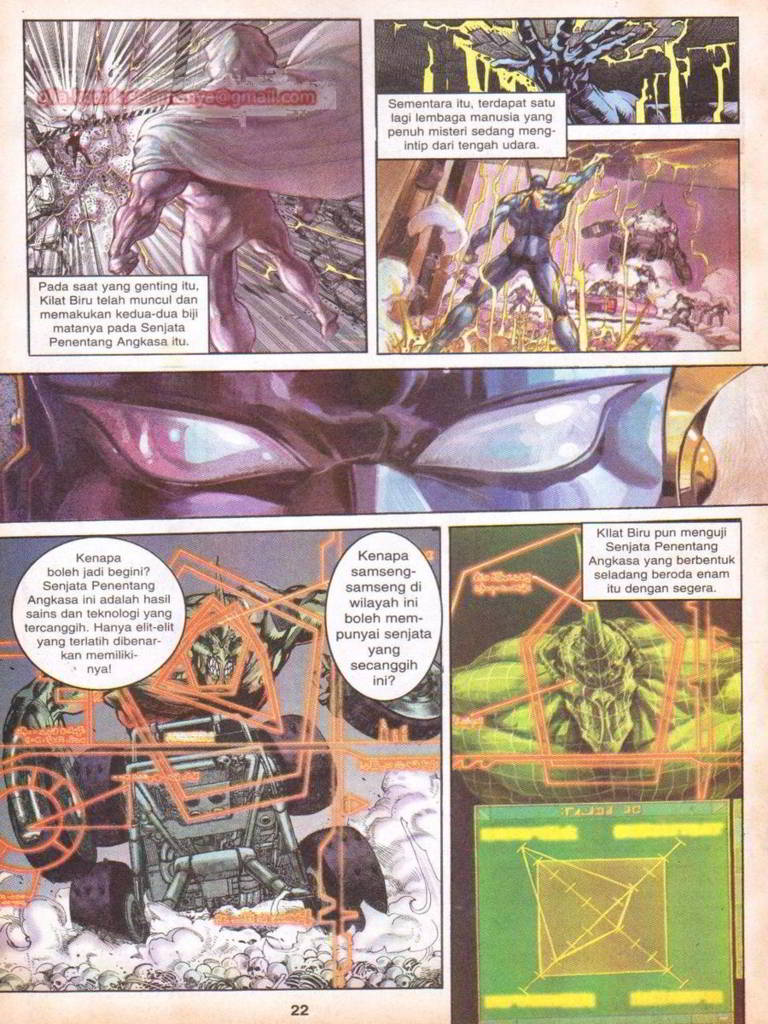 Pada saat yang genting itu,
Kilat Biru telah muncul dan
memakukan kedua-dua biji
matanya pada Senjata
Penentang Angkasa itu.
Sementara itu, terdapat satu
lagi lembaga manusia yang
penuh misteri sedang meng-
intip dari tengah udara.
Kenapa
boleh jadi begini?
Senjata Penentang
Angkasa ini adalah hasil
sains dan teknologi yang
tercanggih. Hanya elit-elit
yang terlatih dibenar-
kan memiliki-
nya!
Kenapa
samseng-
samseng di
wilayah ini
boleh mem-
punyai senjata
yang
secanggih
ini?
KIlat Biru pun menguji
Senjata Penentang
Angkasa yang berbentuk
seladang beroda enam
itu dengan segera.
22